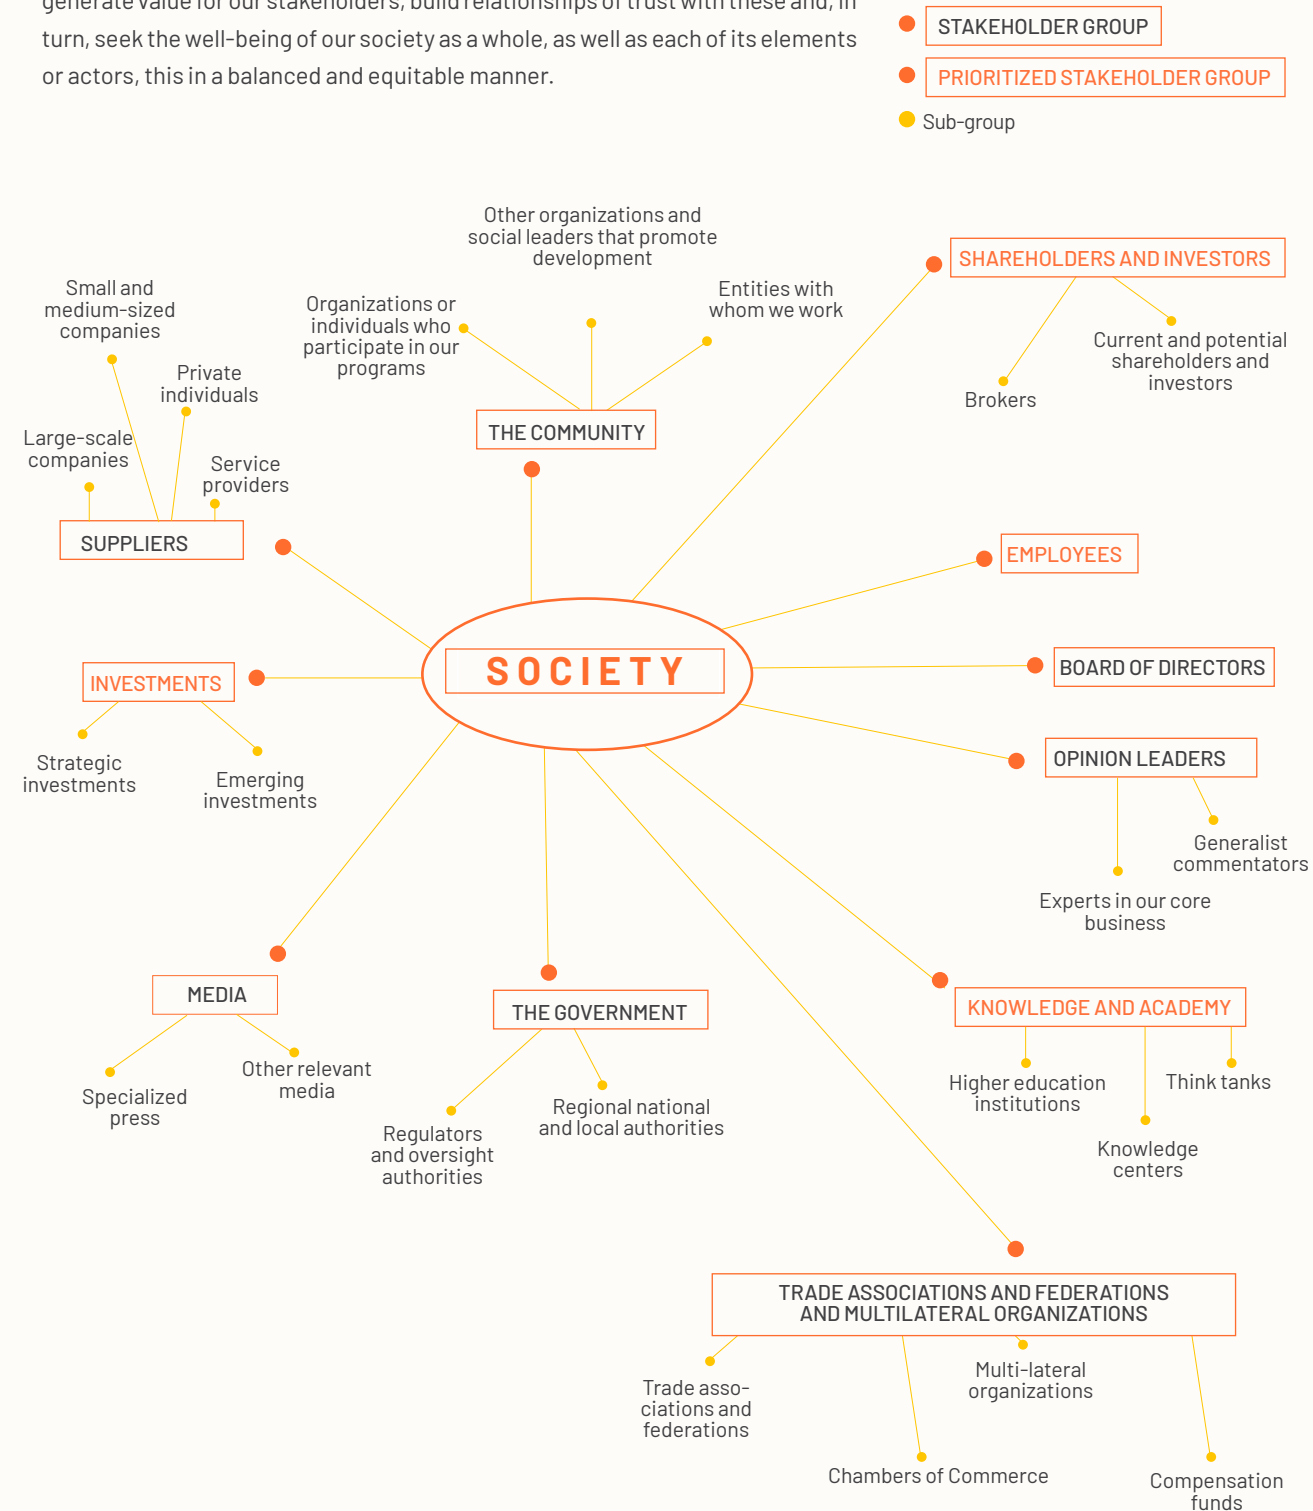 generate value for our stakeholders, build relationships of trust with these and, in
turn, seek the well-being of our society as a whole, as well as each of its elements
or actors, this in a balanced and equitable manner.
STAKEHOLDER GROUP
PRIORITIZED STAKEHOLDER GROUP
Sub-group
Other organizations and
social leaders that promote
development
SHAREHOLDERS AND INVESTORS
Small and
medium-sized
companies
Organizations or
individuals who
participate in our
programs
Entities with
whom we work
Current and potential
shareholders and
investors
Brokers
Private
individuals
Large-scale
companies
Service
providers
THE COMMUNITY
SUPPLIERS
EMPLOYEES
SOCIETY
BOARD OF DIRECTORS
INVESTMENTS
Strategic
investments
Emerging
investments
OPINION LEADERS
Generalist
commentators
Experts in our core
business
MEDIA
Specialized
press
Other relevant
media
THE GOVERNMENT
Regulators
and oversight
authorities
Regional national
and local authorities
KNOWLEDGE AND ACADEMY
Higher education
institutions
Think tanks
Knowledge
centers
TRADE ASSOCIATIONS AND FEDERATIONS
AND MULTILATERAL ORGANIZATIONS
Trade asso-
ciations and
federations
Multi-lateral
organizations
Chambers of Commerce
Compensation
funds